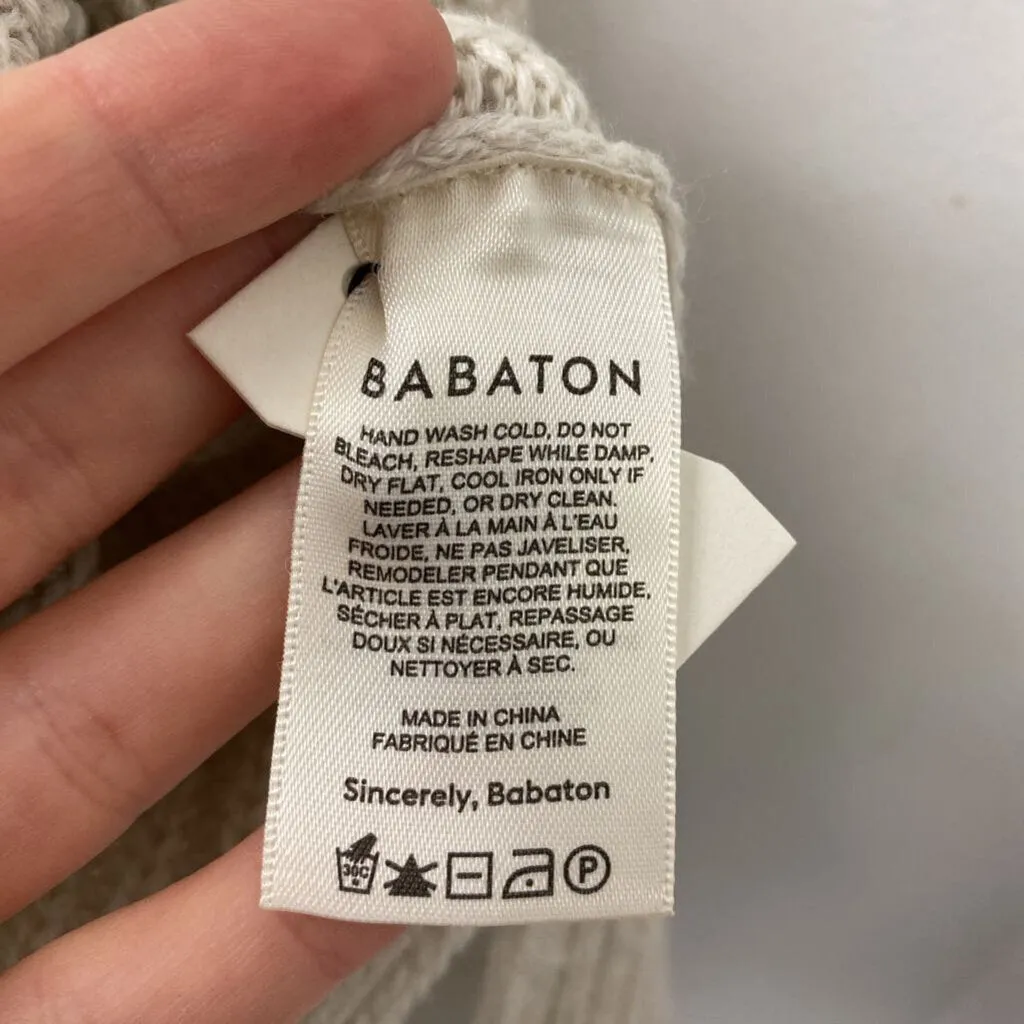 BABATON
HAND WASH COLD, DO NOT
BLEACH, RESHAPE WHILE DAMP,
DRY FLAT, COOL IRON ONLY IF
NEEDED, OR DRY CLEAN.
LAVER À LA MAIN À L'EAU
FROIDE, NE PAS JAVELISER,
REMODELER PENDANT QUE
L'ARTICLE EST ENCORE HUMIDE,
SÉCHER À PLAT, REPASSAGE
DOUX SI NÉCESSAIRE, OU
NETTOYER À SEC.
MADE IN CHINA
FABRIQUÉ EN CHINE
Sincerely, Babaton
30C P